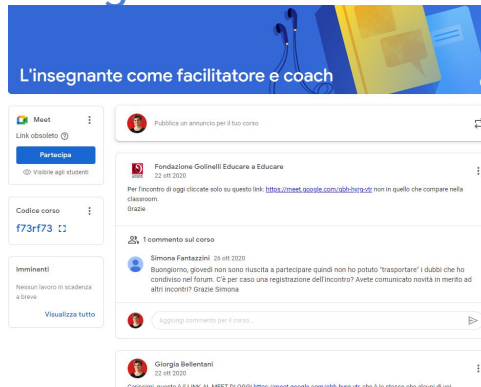 L'insegnante come facilitatore e coach
Meet
Link obsoleto
Partecipa
Visibile agli studenti
Codice corso
f73rf73
Imminenti
Nessun lavoro in scadenza
a breve
Visualizza tutto
Pubblica un annuncio per il tuo corso
Fondazione Golinelli Educare a Educare
22 ott 2020
Per l'incontro di oggi cliccate solo su questo link: https://meet.google.com/qbh-hyrg-vtr non in quello che compare nella
classroom.
Grazie
1 commento sul corso
Simona Fantazzini 26 ott 2020
Buongiorno, giovedì non sono riuscita a partecipare quindi non ho potuto "trasportare" i dubbi che ho
condiviso nel forum. C'è per caso una registrazione dell'incontro? Avete comunicato novità in merito ad
altri incontri? Grazie Simona
Aggiungi commento per il corso...
Giorgia Bellentani
22 ott 2020